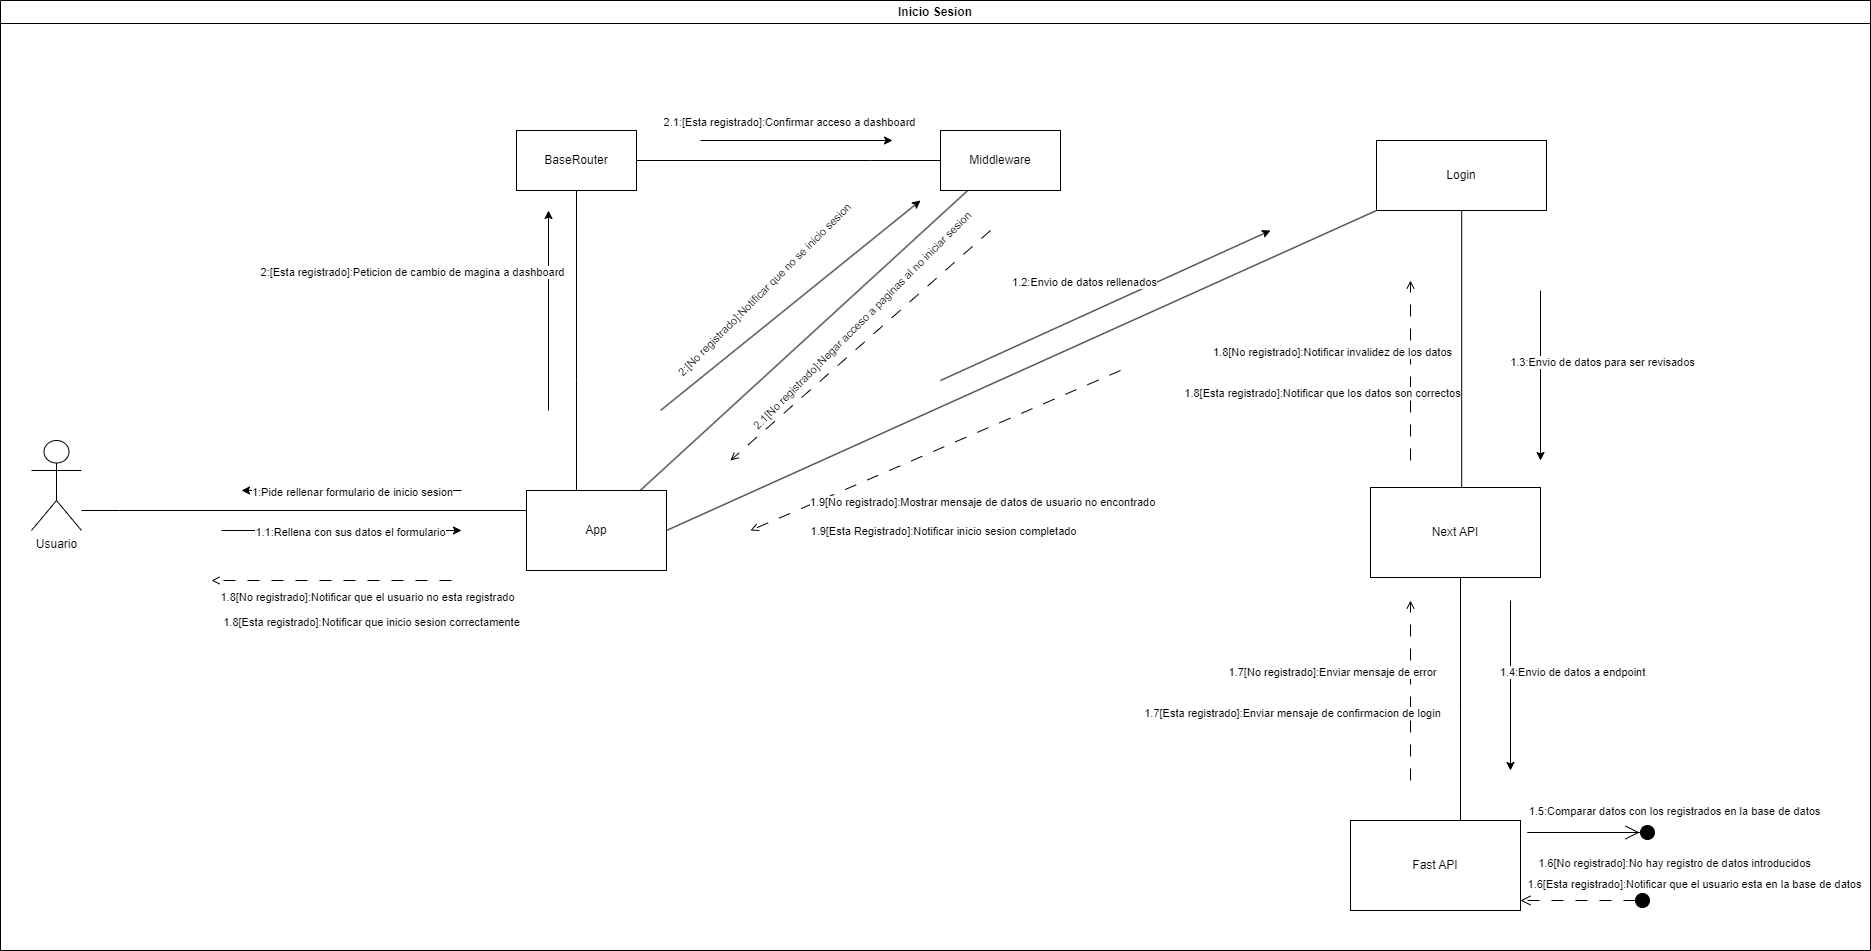 Inicio Sesion
2.1:[Esta registrado]:Confirmar acceso a dashboard
BaseRouter
Middleware
Login
2:[Esta registrado]:Peticion de cambio de magina a dashboard
2:[No registrado]:Notificar que no se inicio sesion
2.1[No registrado]:Negar acceso a paginas al no iniciar sesion
1.2:Envio de datos rellenados
1.8[No registrado]:Notificar invalidez de los datos
1.3:Envio de datos para ser revisados
1.8[Esta registrado]:Notificar que los datos son correctos
1:Pide rellenar formulario de inicio sesion
1.1:Rellena con sus datos el formulario
Usuario
App
1.9[No registrado]:Mostrar mensaje de datos de usuario no encontrado
1.9[Esta Registrado]:Notificar inicio sesion completado
Next API
1.8[No registrado]:Notificar que el usuario no esta registrado
1.8[Esta registrado]:Notificar que inicio sesion correctamente
1.7[No registrado]:Enviar mensaje de error
1.4:Envio de datos a endpoint
1.7[Esta registrado]:Enviar mensaje de confirmacion de login
1.5:Comparar datos con los registrados en la base de datos
Fast API
1.6[No registrado]:No hay registro de datos introducidos
1.6[Esta registrado]:Notificar que el usuario esta en la base de datos